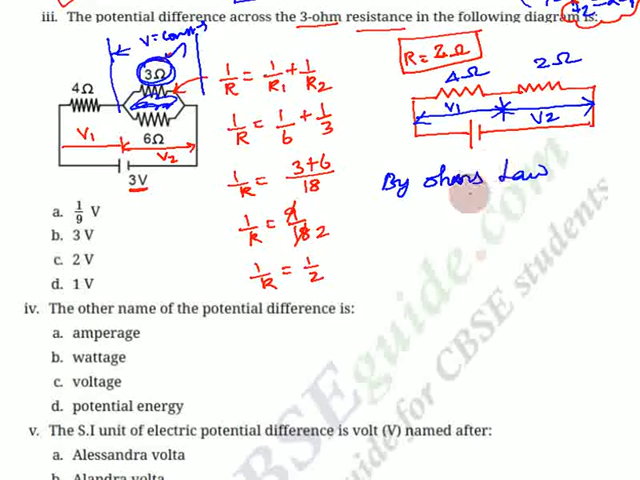 iii. The potential difference across the 3-ohm resistance in the following diagram is:
V = Const
R = 2Ω
3Ω
4Ω
6Ω
V1
V2
3V
1/R = 1/R1 + 1/R2
1/R = 1/6 + 1/3
1/R = 3+6/18
1/R = 9/18 2
1/R = 1/2
4Ω
2Ω
V1
V2
By ohms Law
a. 1/9 V
b. 3 V
c. 2 V
d. 1 V
iv. The other name of the potential difference is:
a. amperage
b. wattage
c. voltage
d. potential energy
v. The S.I unit of electric potential difference is volt (V) named after:
a. Alessandra volta
b. Alandra volta
CBSEguide.com
guide for CBSE students